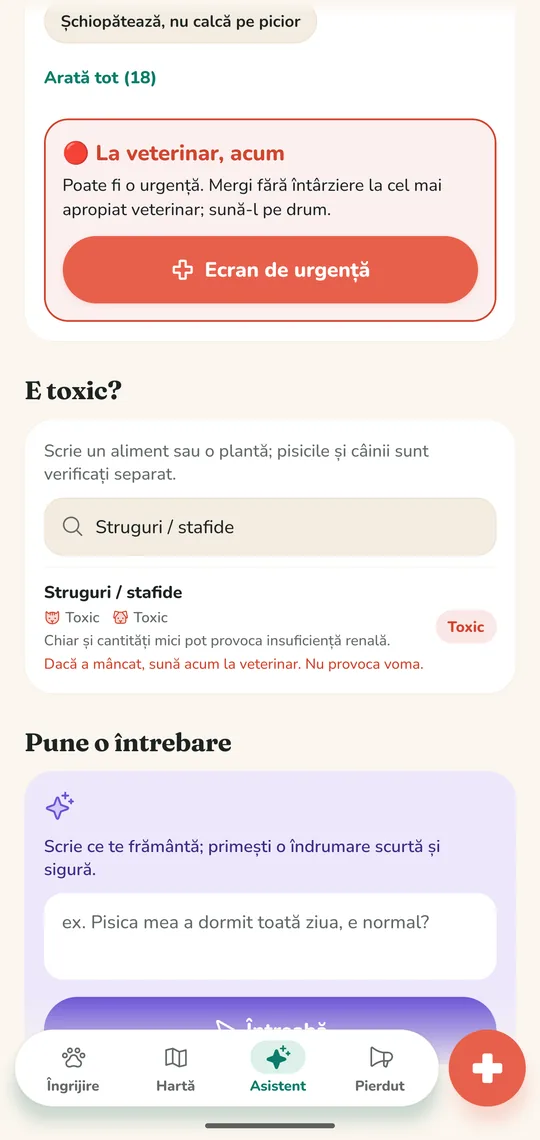 Șchiopătează, nu calcă pe picior
Arată tot (18)
La veterinar, acum
Poate fi o urgență. Mergi fără întârziere la cel mai
apropiat veterinar; sună-l pe drum.
Ecran de urgență
E toxic?
Scrie un aliment sau o plantă; pisicile și câinii sunt
verificați separat.
Struguri / stafide
Struguri / stafide
Toxic Toxic
Toxic
Chiar și cantități mici pot provoca insuficiență renală.
Dacă a mâncat, sună acum la veterinar. Nu provoca voma.
Pune o întrebare
Scrie ce te frământă; primești o îndrumare scurtă și
sigură.
ex. Pisica mea a dormit toată ziua, e normal?
Întreabă
Îngrijire
Hartă
Asistent
Pierdut